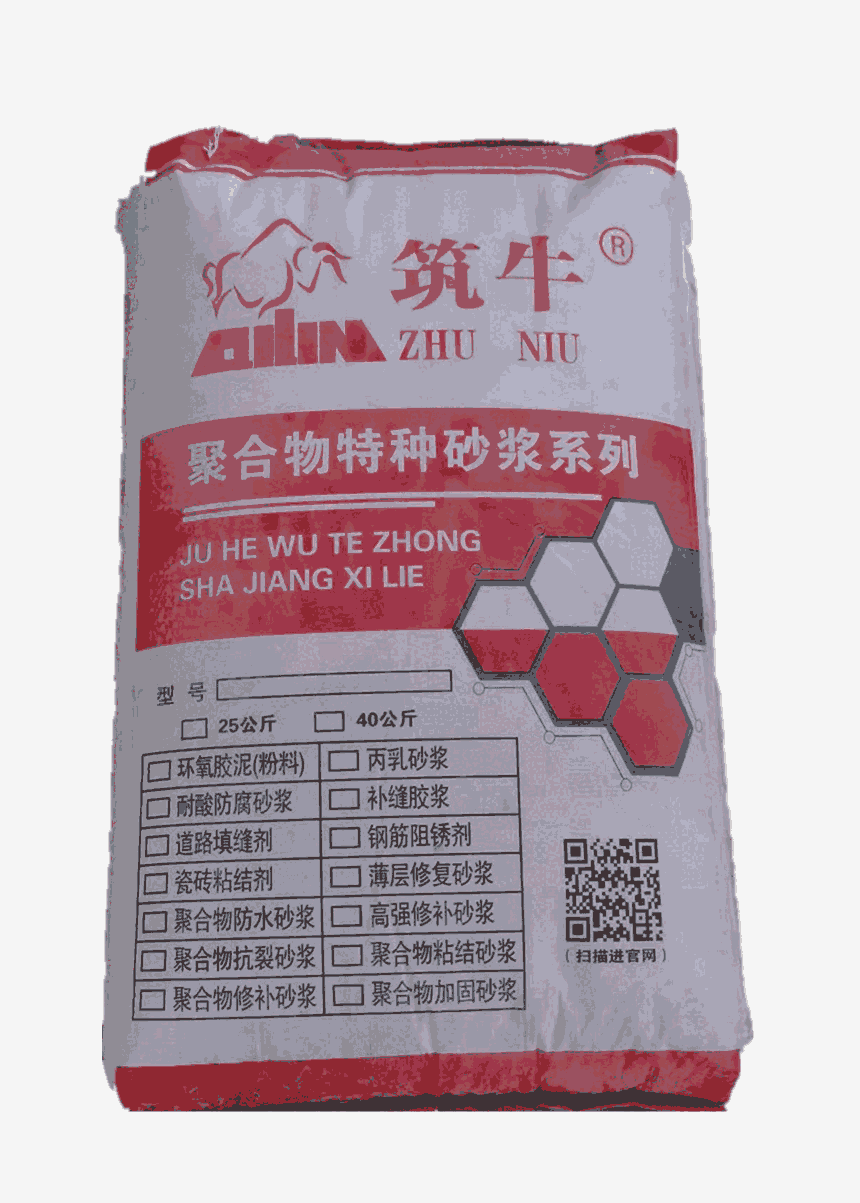 筑牛®
QILIN ZHU NIU
聚合物特种砂浆系列
JU HE WU TE ZHONG
SHA JIANG XI LIE
型号
25公斤 40公斤
环氧胶泥(粉料) 丙乳砂浆
耐酸防腐砂浆 补缝胶浆
道路填缝剂 钢筋阻锈剂
瓷砖粘结剂 薄层修复砂浆
聚合物防水砂浆 高强修补砂浆
聚合物抗裂砂浆 聚合物粘结砂浆
聚合物修补砂浆 聚合物加固砂浆
(扫描进官网)